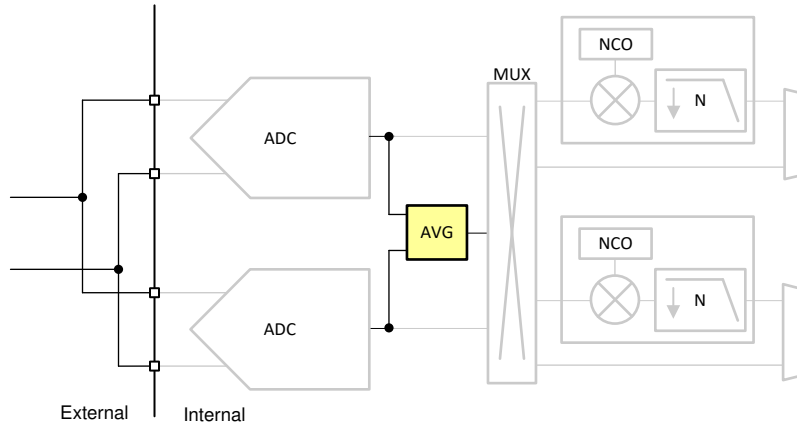 NCO
MUX
N
ADC
AVG
NCO
ADC
N
External
Internal